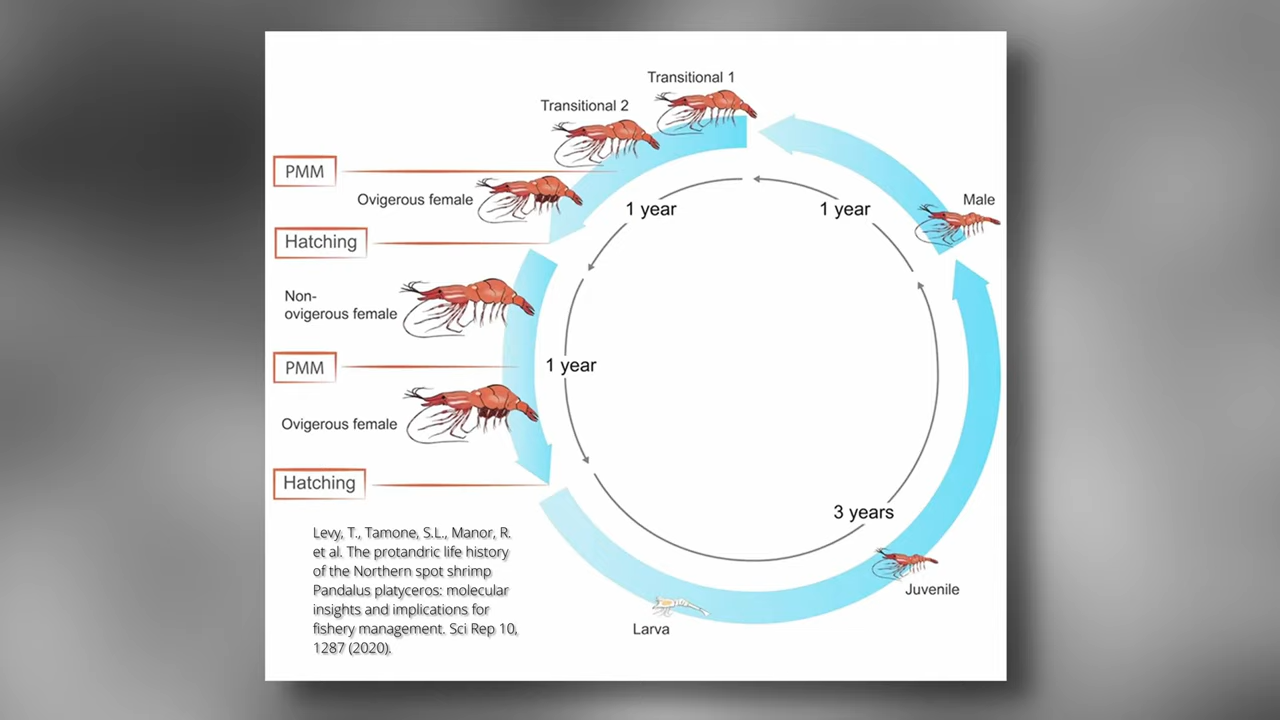 Transitional 1
Transitional 2
PMM
Ovigerous female
Male
1 year
1 year
Hatching
Non-
ovigerous female
PMM
1 year
Ovigerous female
Hatching
3 years
Levy, T., Tamone, S.L., Manor, R.
et al. The protandric life history
of the Northern spot shrimp
Pandalus platyceros: molecular
insights and implications for
fishery management. Sci Rep 10,
1287 (2020).
Juvenile
Larva